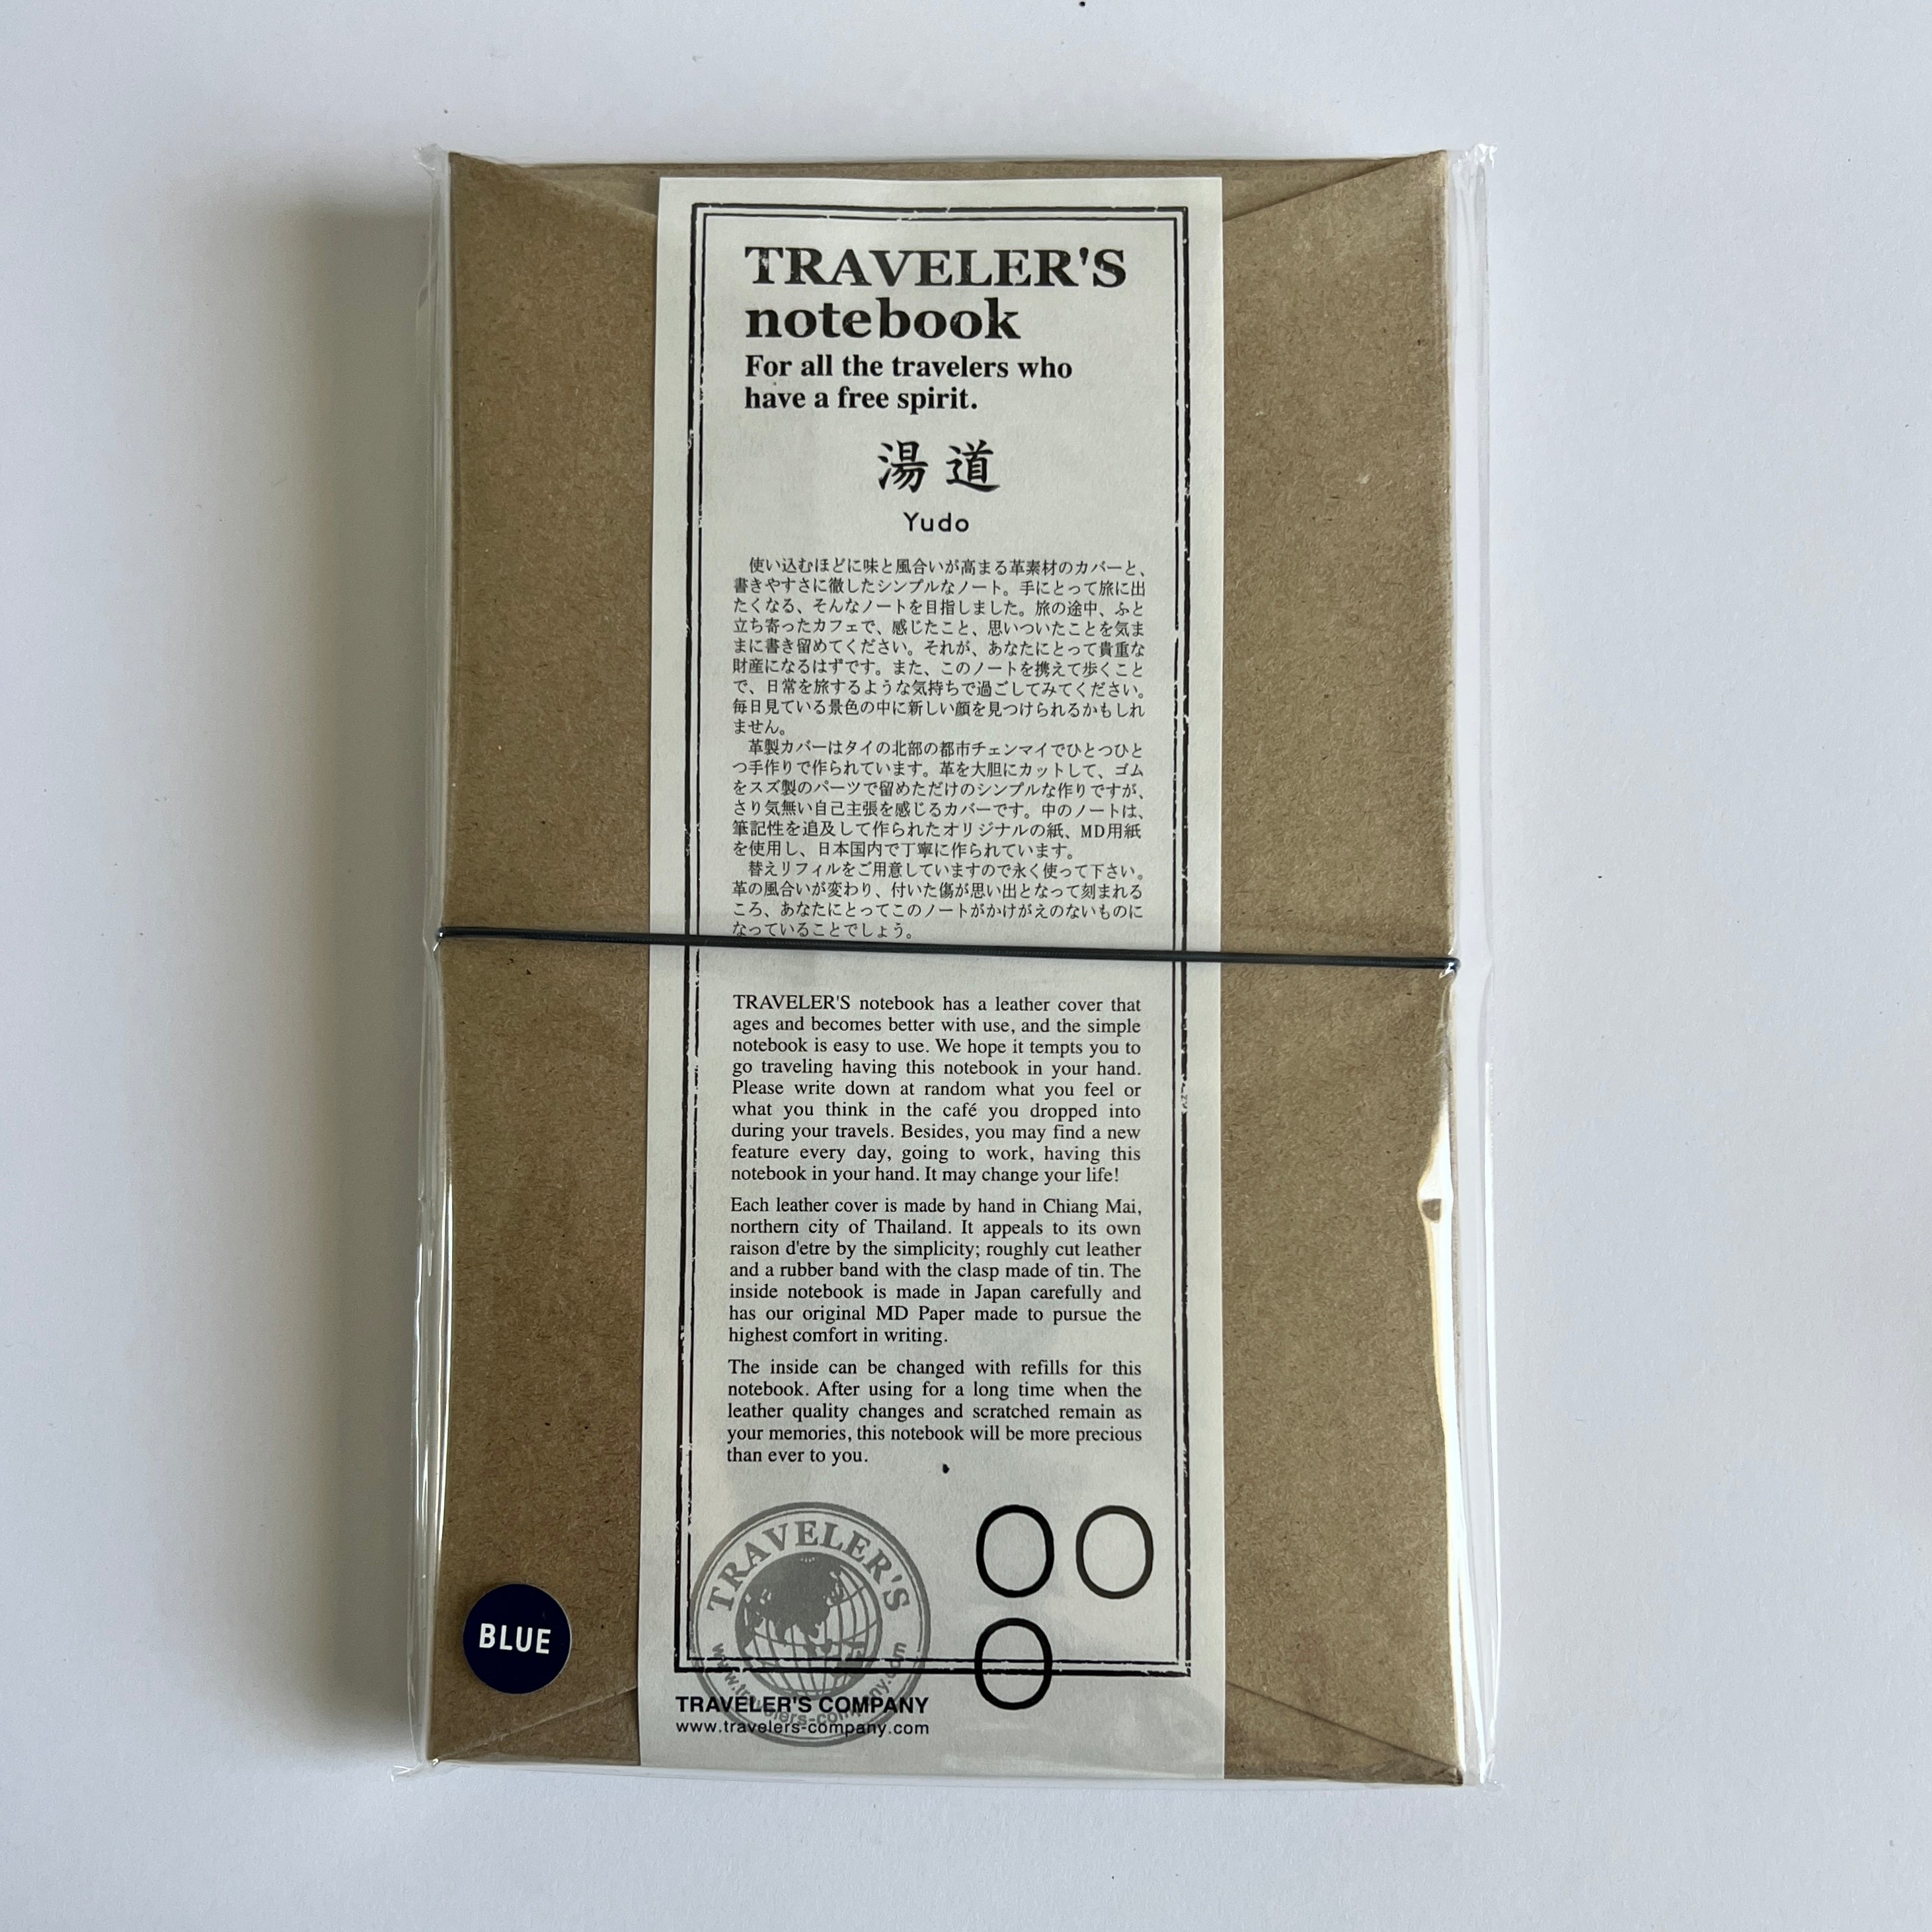 TRAVELER'S
notebook
For all the travelers who
have a free spirit.
湯道
Yudo
使い込むほどに味と風合いが高まる革素材のカバーと、
書きやすさに徹したシンプルなノート。手にとって旅に出
たくなる、そんなノートを目指しました。旅の途中、ふと
立ち寄ったカフェで、感じたこと、思いついたことを気ま
まに書き留めてください。それが、あなたにとって貴重な
財産になるはずです。また、このノートを携えて歩くこと
で、日常を旅するような気持ちで過ごしてみてください。
毎日見ている景色の中に新しい顔を見つけられるかもしれ
ません。
革製カバーはタイの北部の都市チェンマイでひとつひと
つ手作りで作られています。革を大胆にカットして、ゴム
をスズ製のパーツで留めただけのシンプルな作りですが、
さり気無い自己主張を感じるカバーです。中のノートは、
筆記性を追及して作られたオリジナルの紙、MD用紙
を使用し、日本国内で丁寧に作られています。
替えリフィルをご用意していますので永く使って下さい。
革の風合いが変わり、付いた傷が思い出となって刻まれる
ころ、あなたにとってこのノートがかけがえのないものに
なっていることでしょう。
TRAVELER'S notebook has a leather cover that
ages and becomes better with use, and the simple
notebook is easy to use. We hope it tempts you to
go traveling having this notebook in your hand.
Please write down at random what you feel or
what you think in the café you dropped into
during your travels. Besides, you may find a new
feature every day, going to work, having this
notebook in your hand. It may change your life!
Each leather cover is made by hand in Chiang Mai,
northern city of Thailand. It appeals to its own
raison d'etre by the simplicity; roughly cut leather
and a rubber band with the clasp made of tin. The
inside notebook is made in Japan carefully and
has our original MD Paper made to pursue the
highest comfort in writing.
The inside can be changed with refills for this
notebook. After using for a long time when the
leather quality changes and scratched remain as
your memories, this notebook will be more precious
than ever to you.
TRAVELER'S
www.travelers-company.com
BLUE
TRAVELER'S COMPANY
www.travelers-company.com